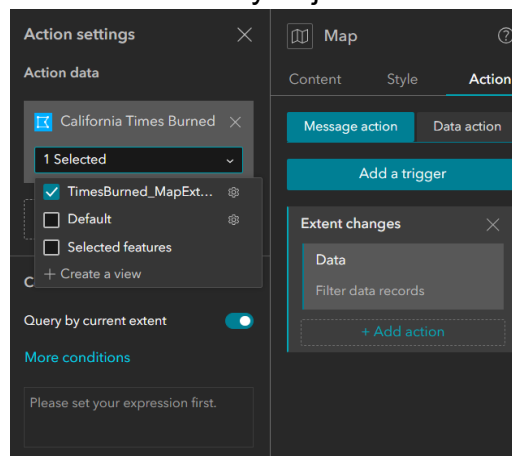 Action settings
Action data
California Times Burned
1 Selected
TimesBurned_MapExt...
Default
Selected features
+ Create a view
C
Query by current extent
More conditions
Please set your expression first.
Map
?
Content Style Action
Message action Data action
Add a trigger
Extent changes
Data
Filter data records
+ Add action